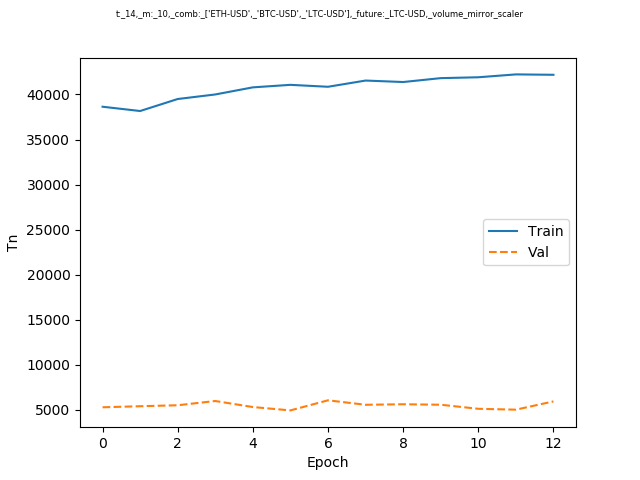 t:_14,_m:_10,_comb:_['ETH-USD',_'BTC-USD',_'LTC-USD'],_future:_LTC-USD,_volume_mirror_scaler
40000
35000
30000
25000
20000
15000
10000
5000
Tn
Train
Val
0 2 4 6 8 10 12
Epoch